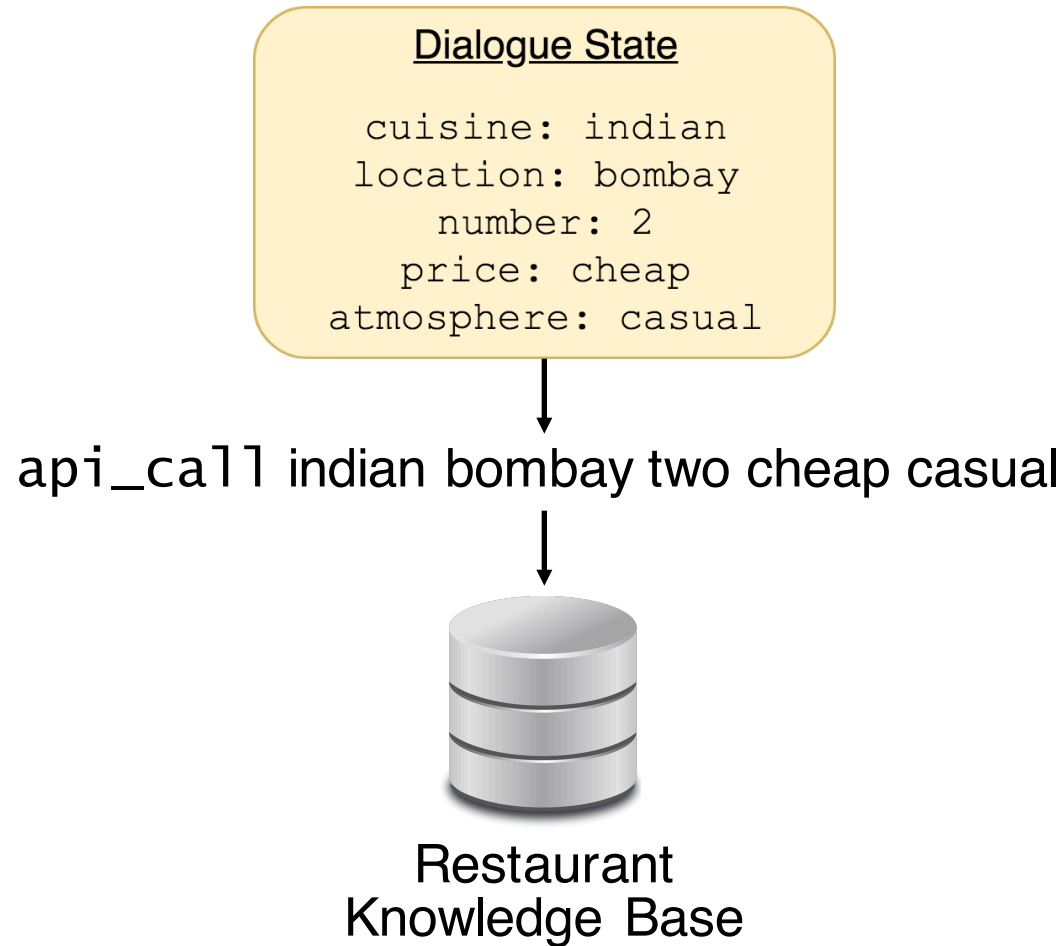 Dialogue State
cuisine: indian
location: bombay
number: 2
price: cheap
atmosphere: casual
api_call indian bombay two cheap casual
Restaurant
Knowledge Base